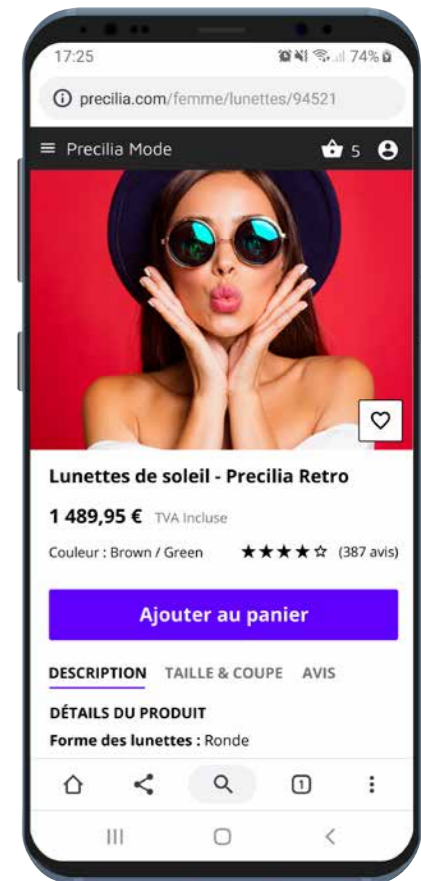 17:25 74%
precilia.com/femme/lunettes/94521
Precilia Mode 5
Lunettes de soleil - Precilia Retro
1 489,95 € TVA Incluse
Couleur : Brown / Green ★★★★☆ (387 avis)
Ajouter au panier
DESCRIPTION TAILLE & COUPE AVIS
DÉTAILS DU PRODUIT
Forme des lunettes : Ronde
1